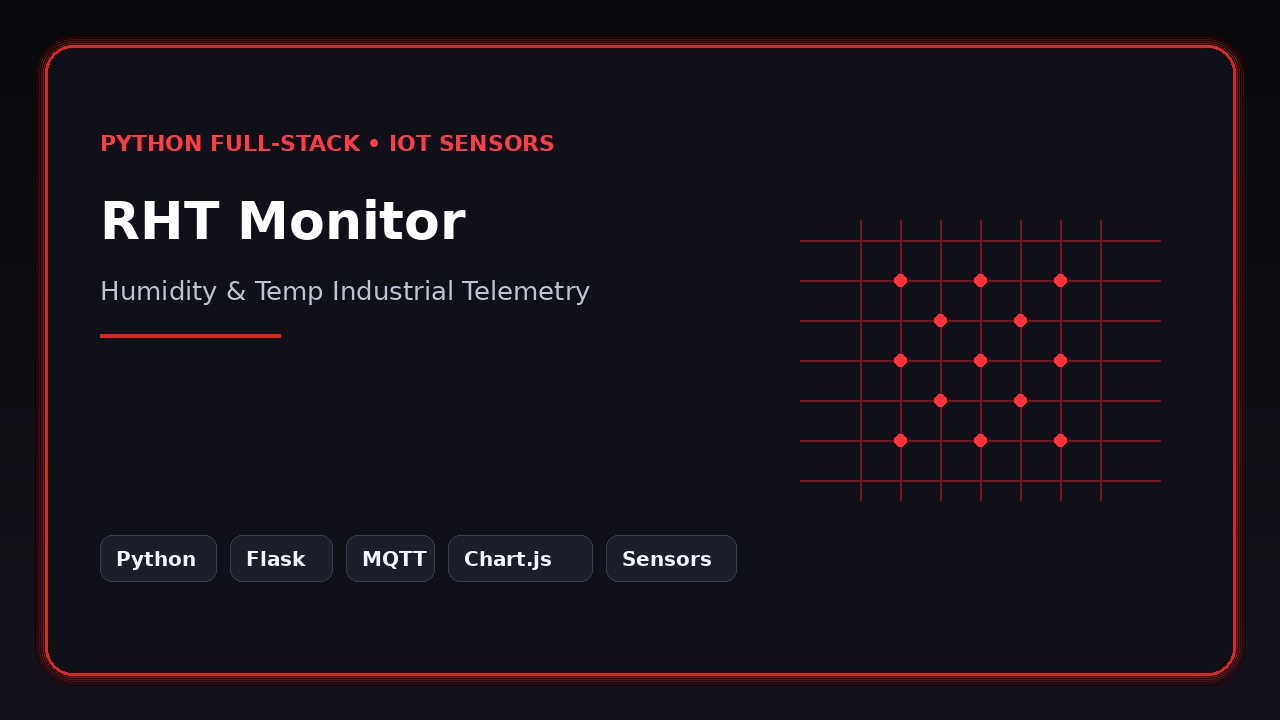 PYTHON FULL-STACK • IOT SENSORS
RHT Monitor
Humidity & Temp Industrial Telemetry
Python Flask MQTT Chart.js Sensors